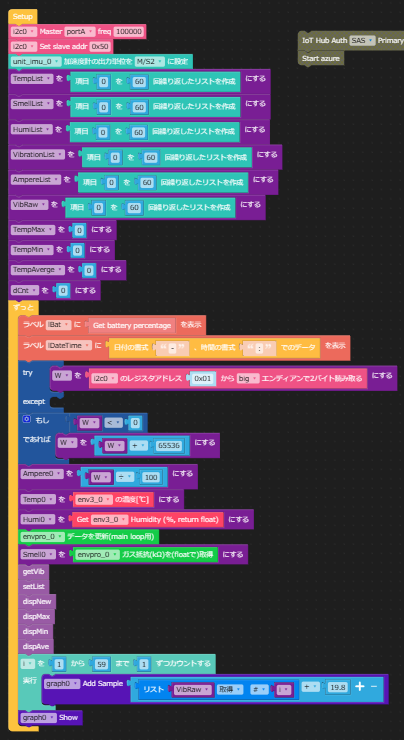 Setup
i2c0 Master portA freq 100000
i2c0 Set slave addr 0x50
unit_imu_0 加速度計の出力単位を M/S2 に設定
TempList を 項目 0 を 60 回繰り返したリストを作成 にする
SmellList を 項目 0 を 60 回繰り返したリストを作成 にする
HumiList を 項目 0 を 60 回繰り返したリストを作成 にする
VibrationList を 項目 0 を 60 回繰り返したリストを作成 にする
AmpereList を 項目 0 を 60 回繰り返したリストを作成 にする
VibRaw を 項目 0 を 60 回繰り返したリストを作成 にする
TempMax を 0 にする
TempMin を 0 にする
TempAverge を 0 にする
dCnt を 0 にする
ずっと
ラベル lBat に Get battery percentage を表示
ラベル lDateTime に 日付の書式 “ - ” 、時間の書式 “ : ” でのデータ を表示
try W を i2c0 のレジスタアドレス 0x01 から big エンディアンで2バイト読み取る にする
except
もし W < 0
であれば W を W + 65536 にする
Ampere0 を W ÷ 100 にする
Temp0 を env3_0 の温度[℃] にする
Humi0 を Get env3_0 Humidity (%, return float) にする
envpro_0 データを更新(main loop用)
Smell0 を envpro_0 ガス抵抗(kΩ)を(floatで)取得 にする
getVib
setList
dispNew
dispMax
dispMin
dispAve
i を 1 から 59 まで 1 ずつカウントする
実行 graph0 Add Sample リスト VibRaw 取得 # i + 19.8 + −
graph0 Show
IoT Hub Auth SAS Primary
Start azure